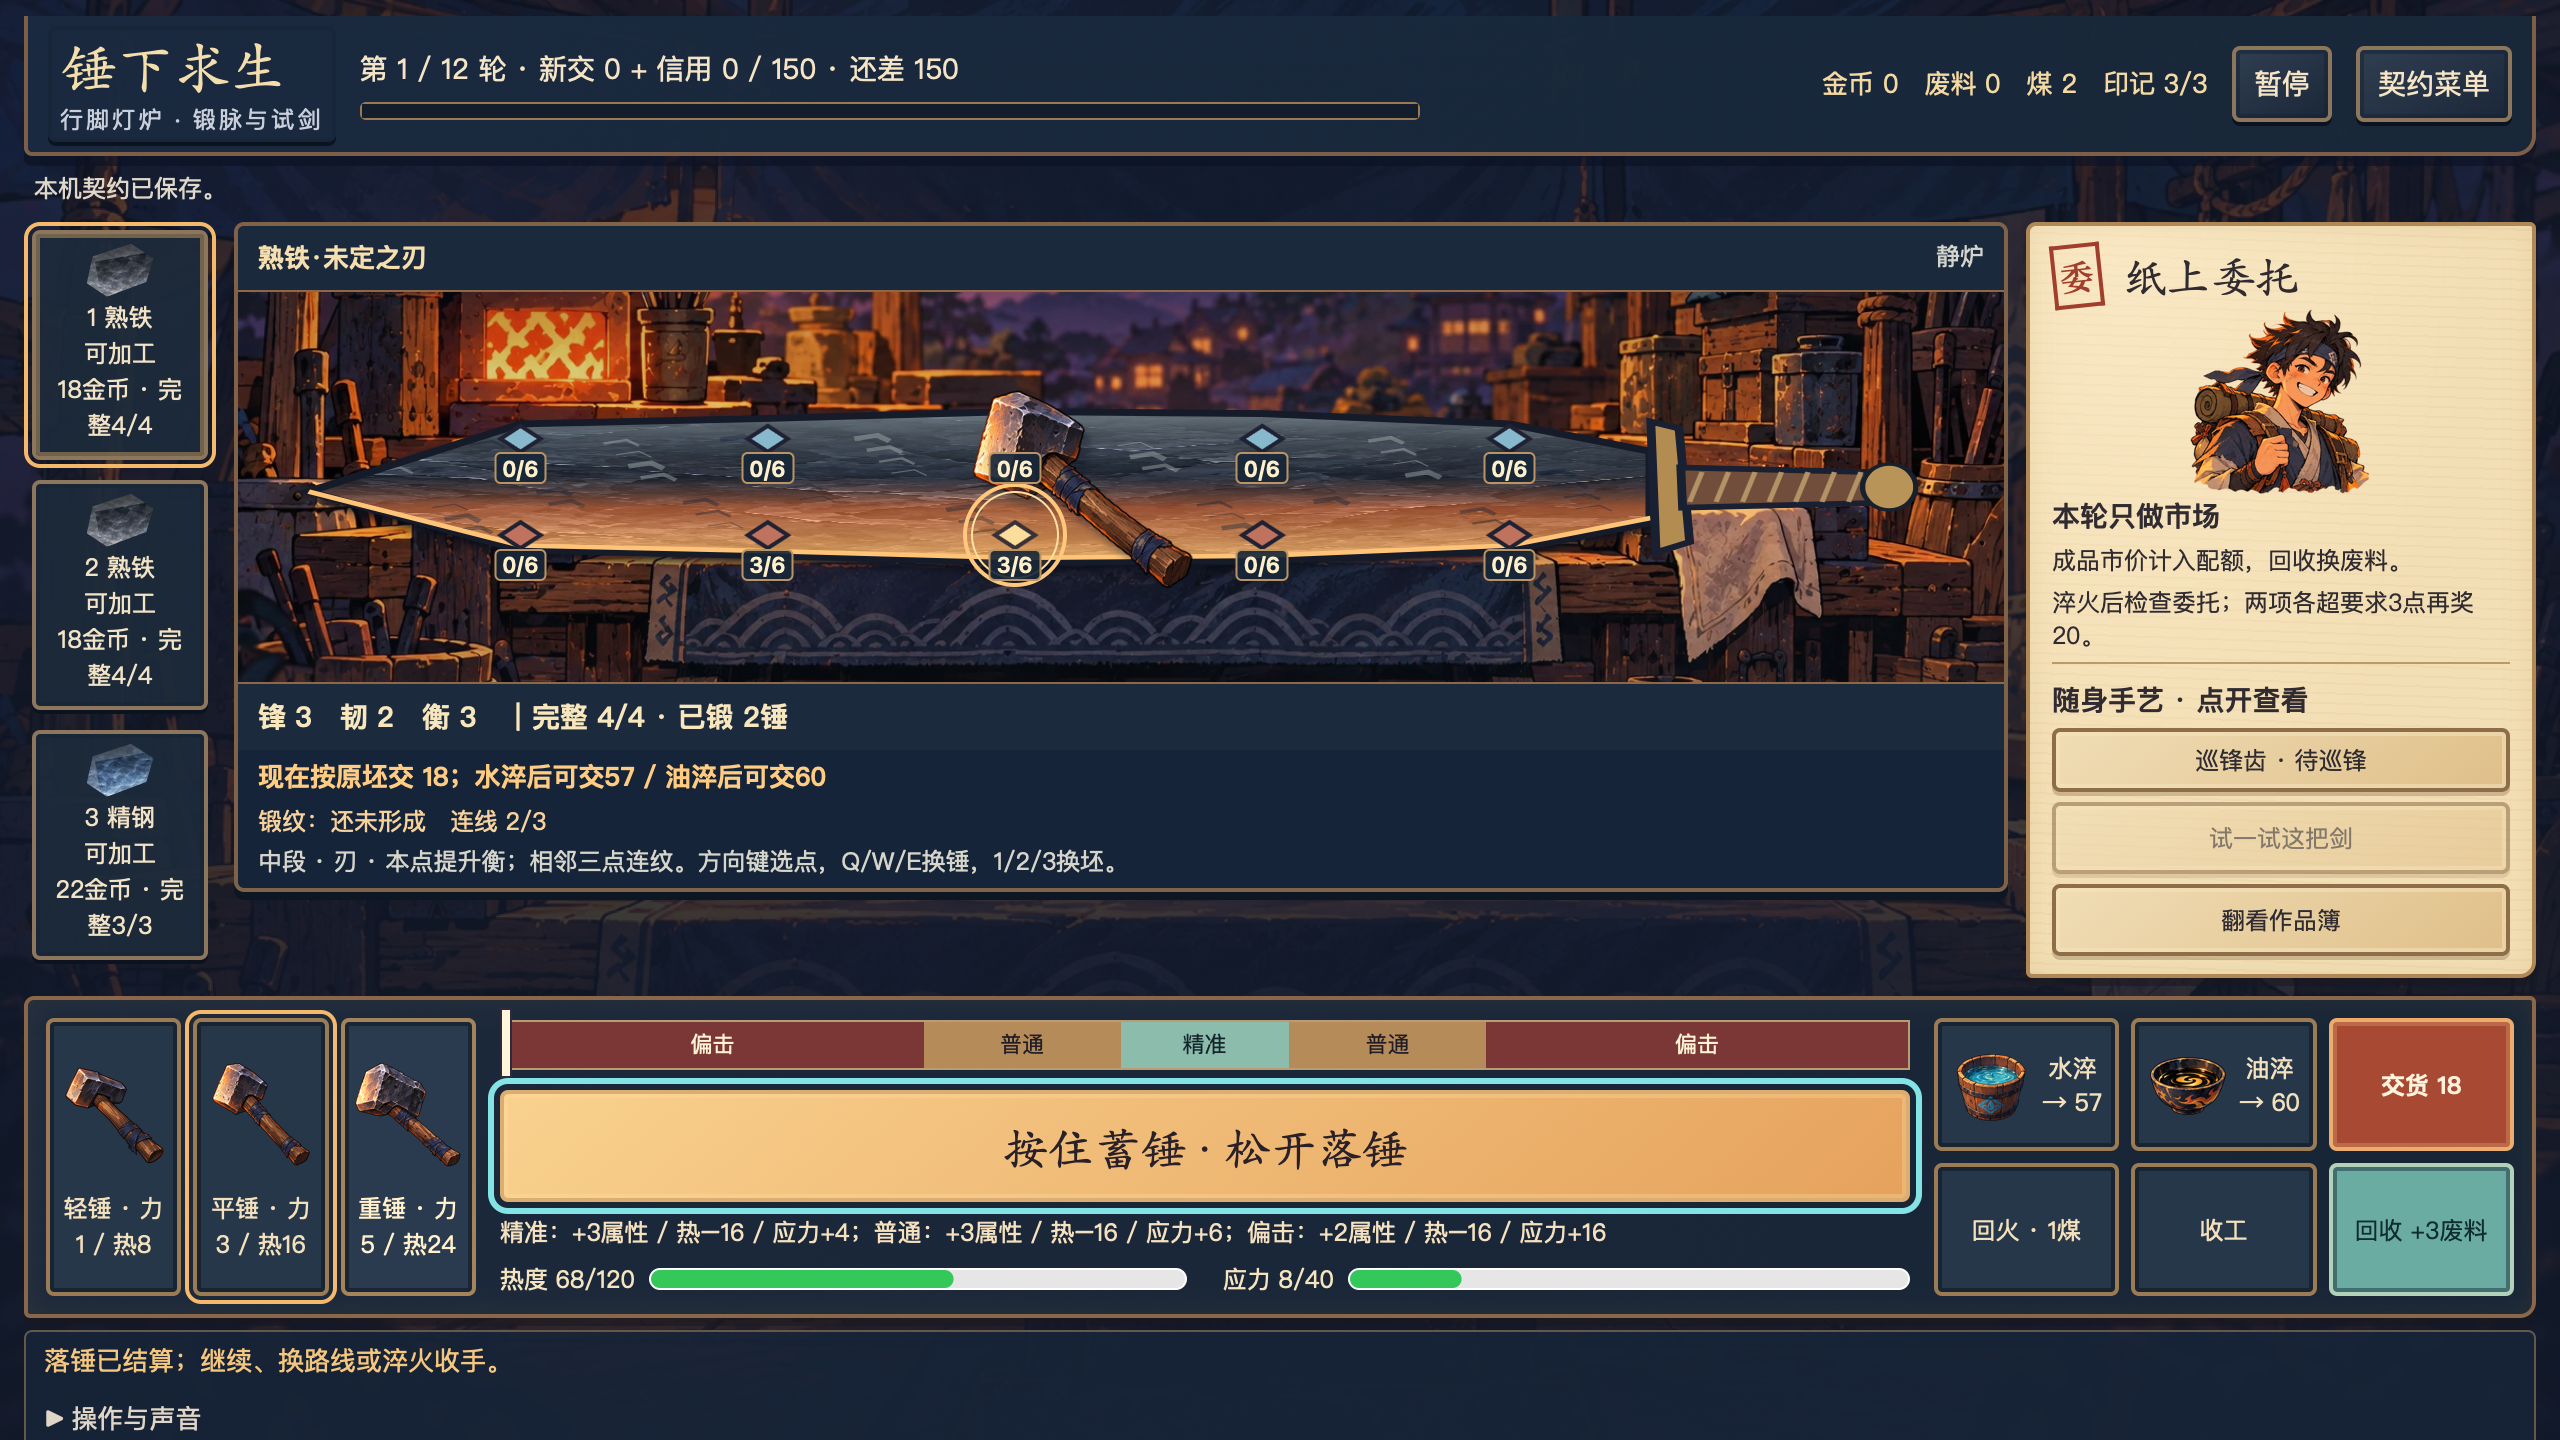 锤下求生
行脚灯炉 · 锻脉与试剑
第 1 / 12 轮 · 新交 0 + 信用 0 / 150 · 还差 150
金币 0 废料 0 煤 2 印记 3/3
暂停
契约菜单
本机契约已保存。
1 熟铁
可加工
18金币 · 完
整4/4
2 熟铁
可加工
18金币 · 完
整4/4
3 精钢
可加工
22金币 · 完
整3/3
熟铁·未定之刃
静炉
0/6
0/6
0/6
0/6
0/6
0/6
3/6
3/6
0/6
0/6
锋 3 韧 2 衡 3 | 完整 4/4 · 已锻 2锤
现在按原坯交 18；水淬后可交57 / 油淬后可交60
锻纹：还未形成 连线 2/3
中段 · 刃 · 本点提升衡；相邻三点连纹。方向键选点，Q/W/E换锤，1/2/3换坯。
委
纸上委托
本轮只做市场
成品市价计入配额，回收换废料。
淬火后检查委托；两项各超要求3点再奖
20。
随身手艺 · 点开查看
巡锋齿 · 待巡锋
试一试这把剑
翻看作品簿
轻锤 · 力
1 / 热8
平锤 · 力
3 / 热16
重锤 · 力
5 / 热24
偏击
普通
精准
普通
偏击
按住蓄锤 · 松开落锤
精准：+3属性 / 热−16 / 应力+4；普通：+3属性 / 热−16 / 应力+6；偏击：+2属性 / 热−16 / 应力+16
热度 68/120
应力 8/40
水淬
→ 57
油淬
→ 60
交货 18
回火 · 1煤
收工
回收 +3废料
落锤已结算；继续、换路线或淬火收手。
▶ 操作与声音